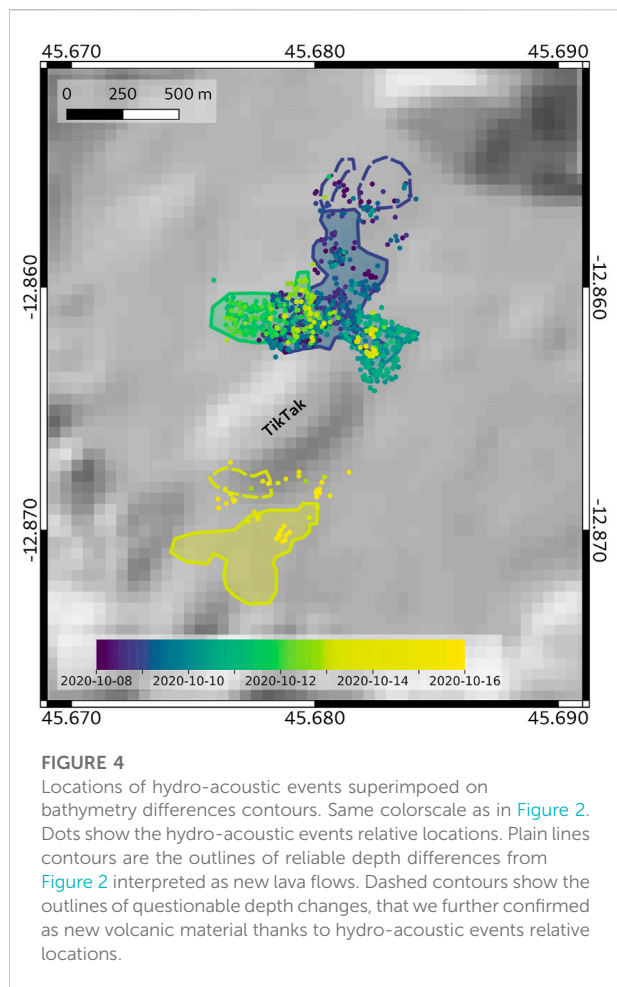 45.670 45.680 45.690
0 250 500 m
-12.860 -12.860
TikTak
-12.870 -12.870
2020-10-08 2020-10-10 2020-10-12 2020-10-14 2020-10-16
45.670 45.680 45.690
FIGURE 4
Locations of hydro-acoustic events superimpoed on
bathymetry differences contours. Same colorscale as in Figure 2.
Dots show the hydro-acoustic events relative locations. Plain lines
contours are the outlines of reliable depth differences from
Figure 2 interpreted as new lava flows. Dashed contours show the
outlines of questionable depth changes, that we further confirmed
as new volcanic material thanks to hydro-acoustic events relative
locations.